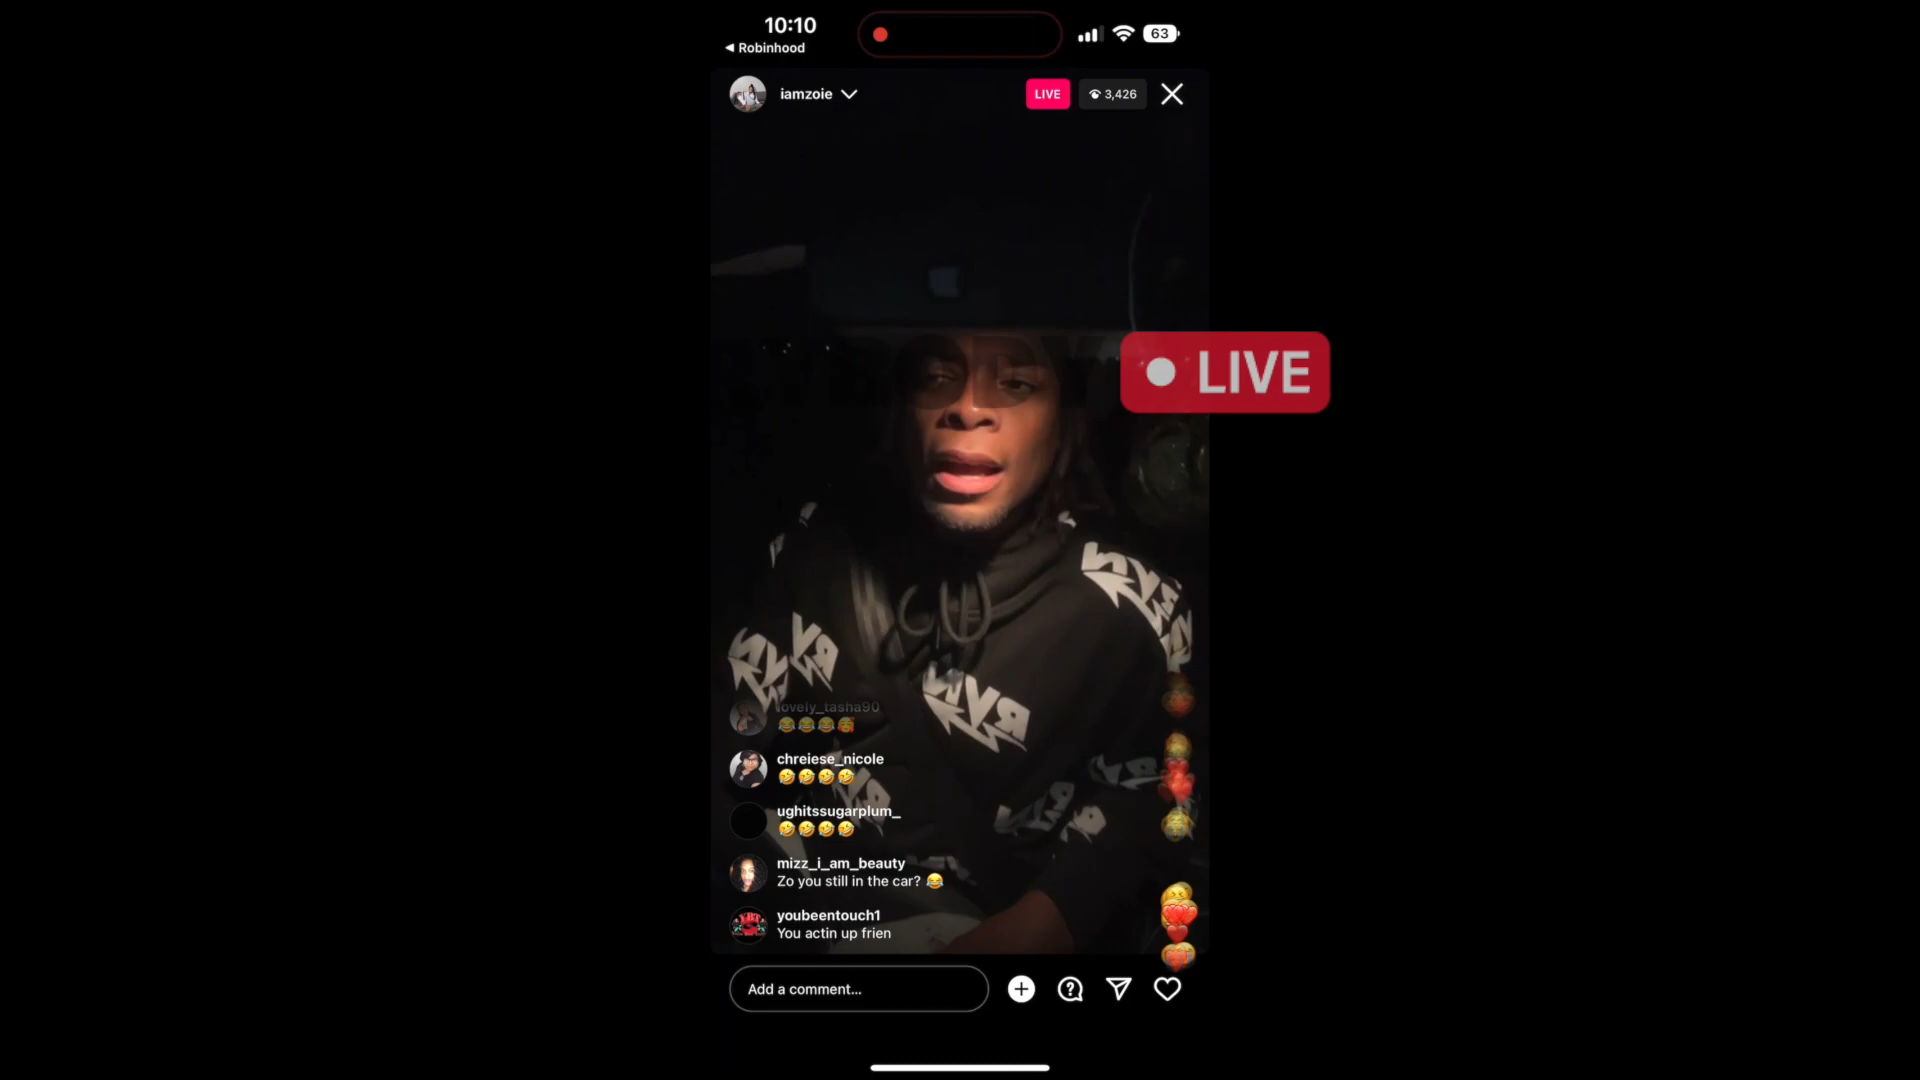 10:10
Robinhood
63
iamzoie
LIVE
3,426
LIVE
lovely_tasha90
chreiese_nicole
ughitssugarplum_
mizz_i_am_beauty
Zo you still in the car?
youbeentouch1
You actin up frien
Add a comment...